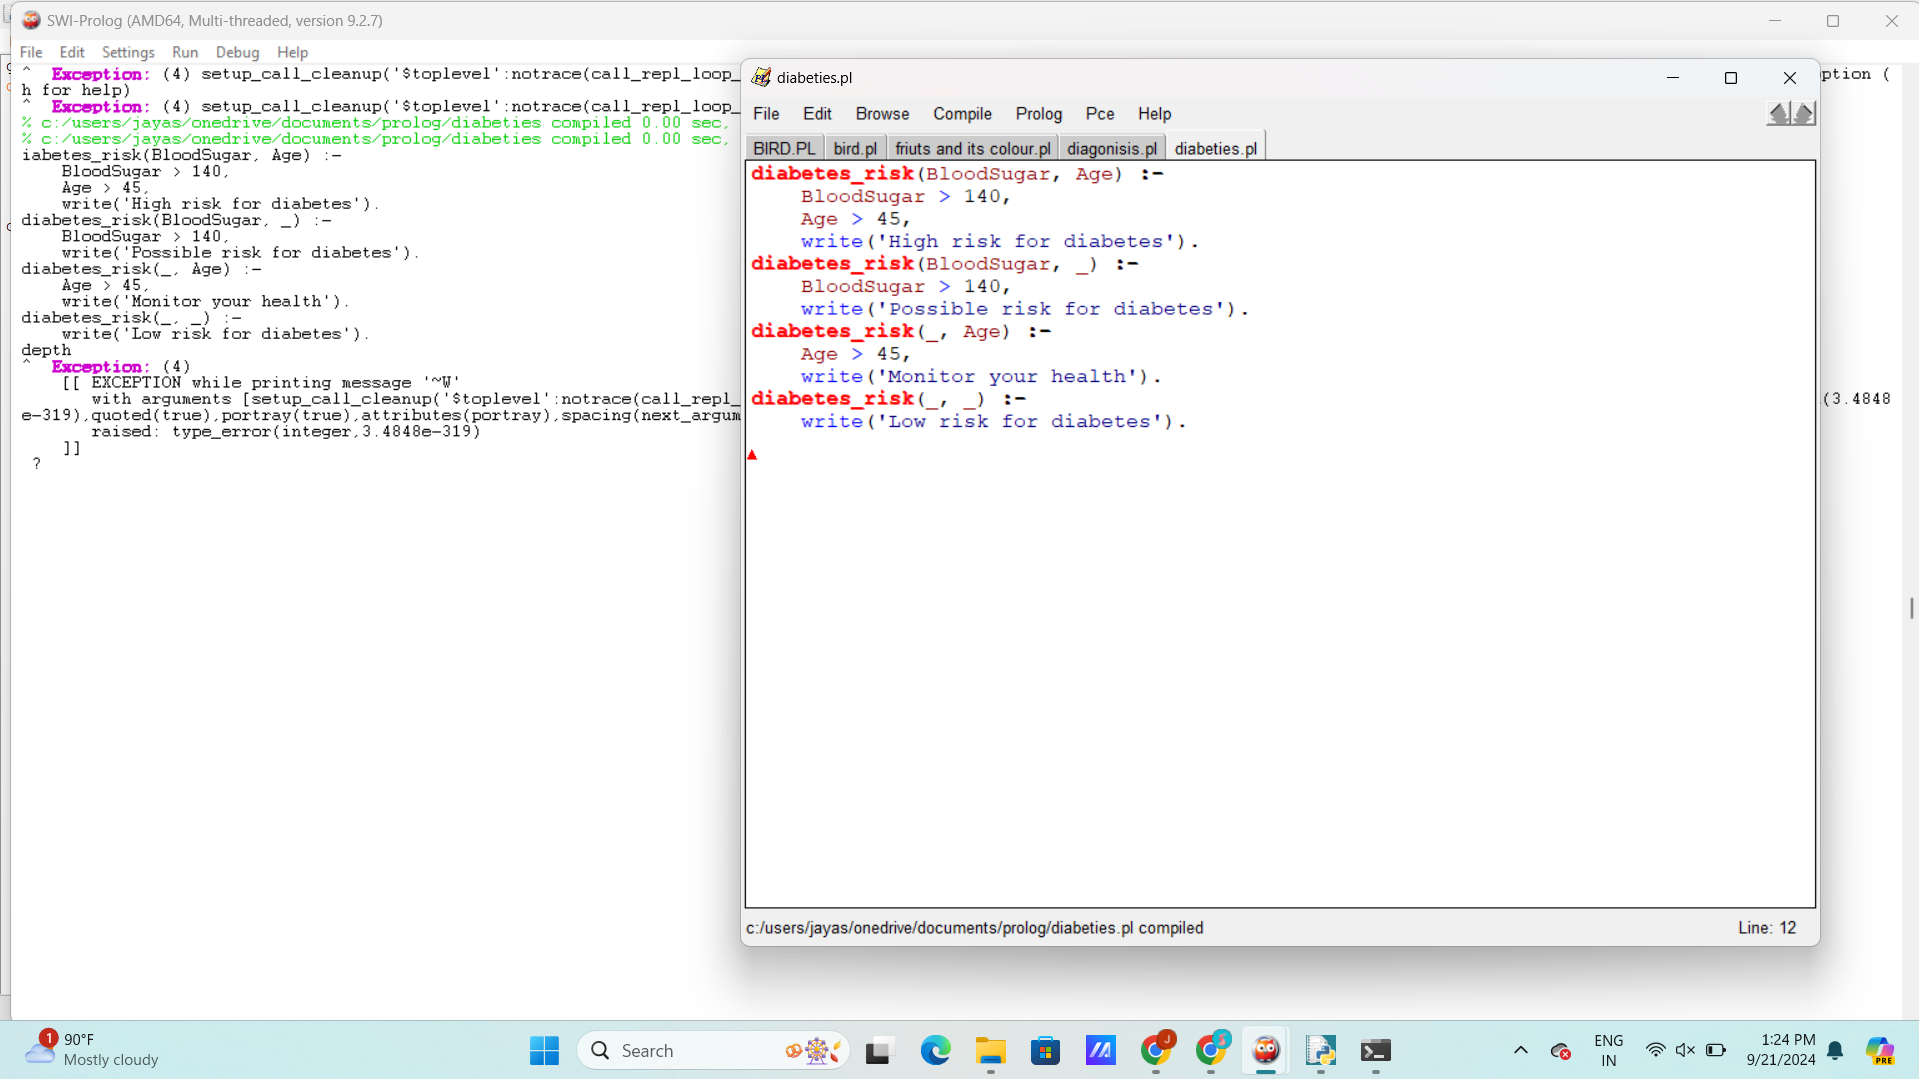 SWI-Prolog (AMD64, Multi-threaded, version 9.2.7)
File Edit Settings Run Debug Help
^ Exception: (4) setup_call_cleanup('$toplevel':notrace(call_repl_loop_
ption (
h for help)
^ Exception: (4) setup_call_cleanup('$toplevel':notrace(call_repl_loop_
% c:/users/jayas/onedrive/documents/prolog/diabeties compiled 0.00 sec,
% c:/users/jayas/onedrive/documents/prolog/diabeties compiled 0.00 sec,
iabetes_risk(BloodSugar, Age) :-
BloodSugar > 140,
Age > 45,
write('High risk for diabetes').
diabetes_risk(BloodSugar, _) :-
BloodSugar > 140,
write('Possible risk for diabetes').
diabetes_risk(_, Age) :-
Age > 45,
write('Monitor your health').
diabetes_risk(_, _) :-
write('Low risk for diabetes').
depth
^ Exception: (4)
[[ EXCEPTION while printing message '~W'
with arguments [setup_call_cleanup('$toplevel':notrace(call_repl_
(3.4848
e-319),quoted(true),portray(true),attributes(portray),spacing(next_argum
raised: type_error(integer,3.4848e-319)
]]
?
diabeties.pl
File Edit Browse Compile Prolog Pce Help
BIRD.PL bird.pl friuts and its colour.pl diagonisis.pl diabeties.pl
diabetes_risk(BloodSugar, Age) :-
BloodSugar > 140,
Age > 45,
write('High risk for diabetes').
diabetes_risk(BloodSugar, _) :-
BloodSugar > 140,
write('Possible risk for diabetes').
diabetes_risk(_, Age) :-
Age > 45,
write('Monitor your health').
diabetes_risk(_, _) :-
write('Low risk for diabetes').
c:/users/jayas/onedrive/documents/prolog/diabeties.pl compiled
Line: 12
1
90°F
Mostly cloudy
Search
J
S
PRE
ENG
IN
1:24 PM
9/21/2024